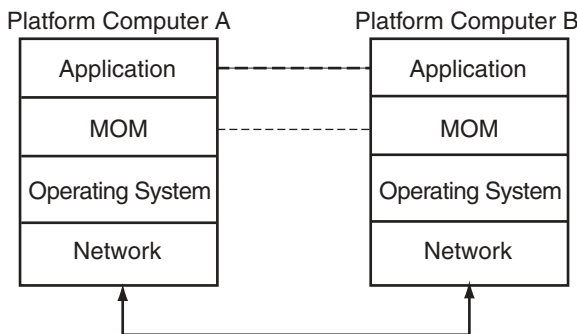 Platform Computer A
Platform Computer B
Application
Application
MOM
MOM
Operating System
Operating System
Network
Network